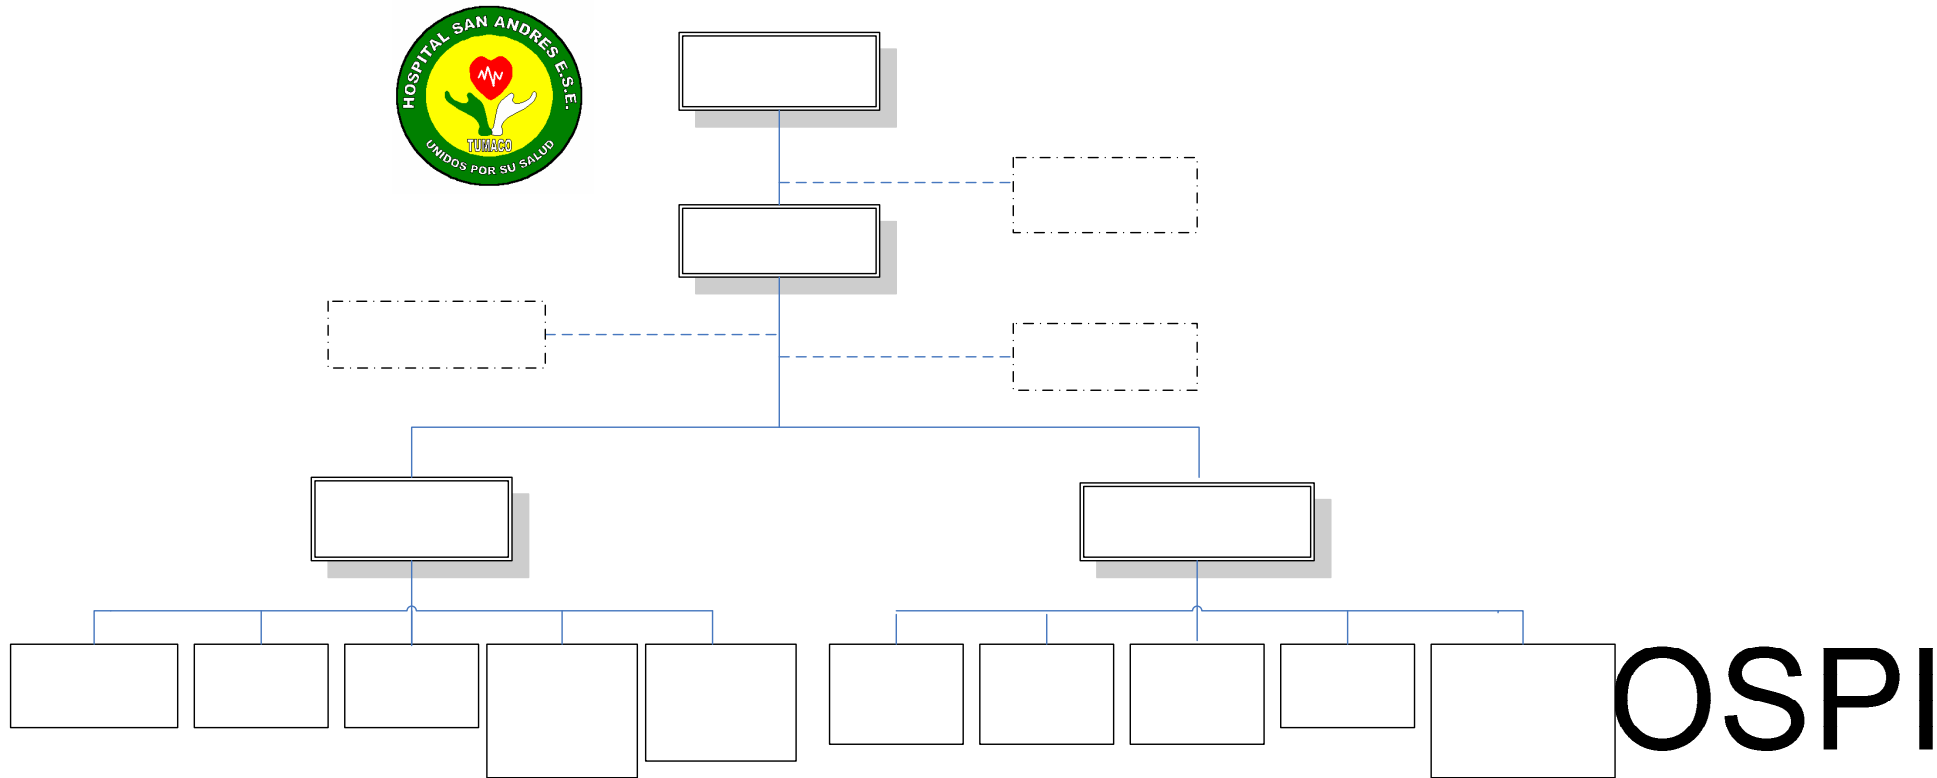 HOSPITAL SAN ANDRES E.S.E.
TUMACO
UNIDOS POR SU SALUD
OSPI